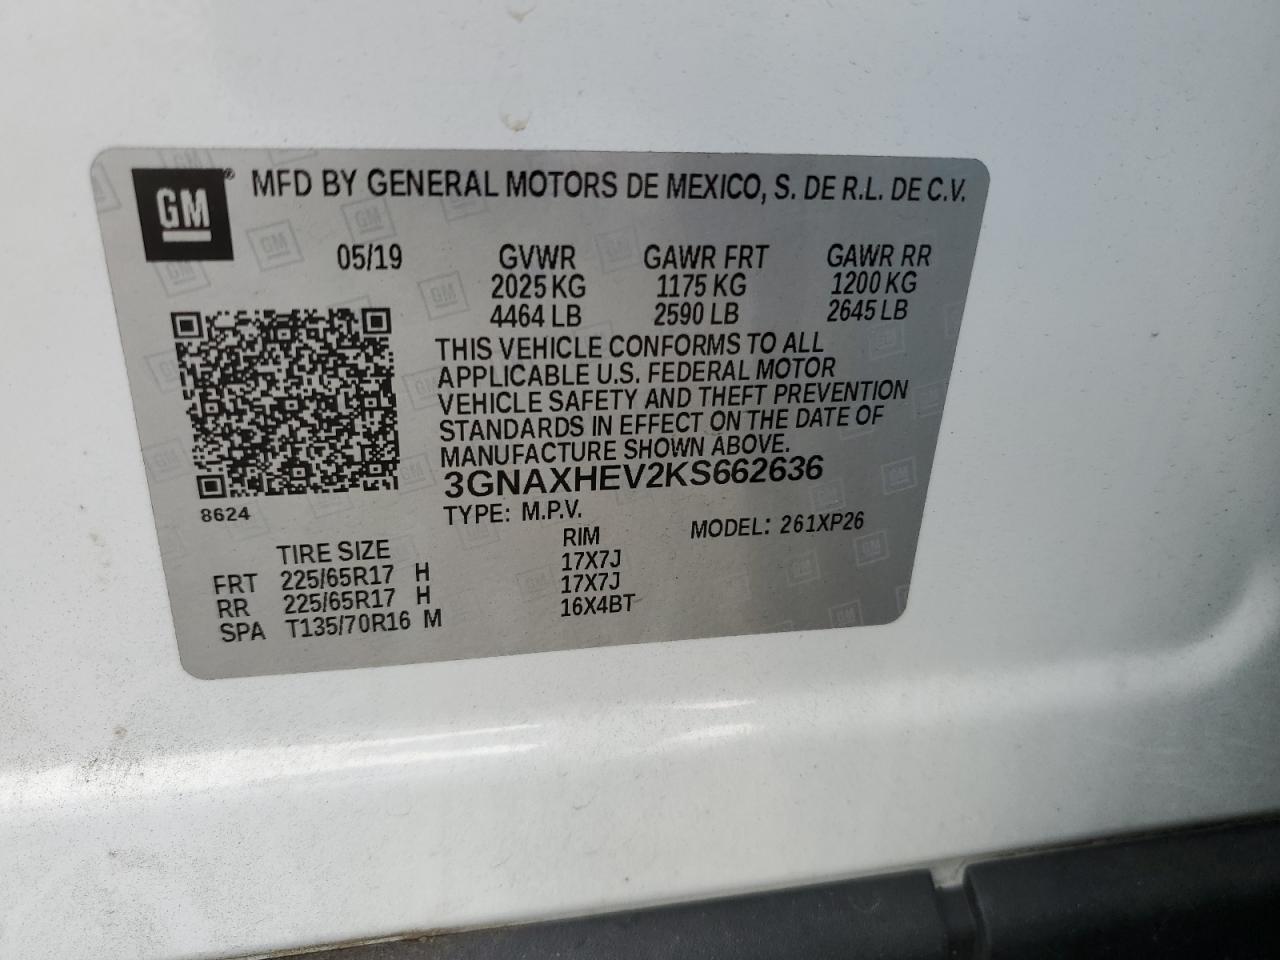 GM® MFD BY GENERAL MOTORS DE MEXICO, S. DE R.L. DE C.V.
05/19 GVWR GAWR FRT GAWR RR
2025 KG 1175 KG 1200 KG
4464 LB 2590 LB 2645 LB
THIS VEHICLE CONFORMS TO ALL
APPLICABLE U.S. FEDERAL MOTOR
VEHICLE SAFETY AND THEFT PREVENTION
STANDARDS IN EFFECT ON THE DATE OF
MANUFACTURE SHOWN ABOVE.
3GNAXHEV2KS662636
8624 TYPE: M.P.V. MODEL: 261XP26
TIRE SIZE RIM
FRT 225/65R17 H 17X7J
RR 225/65R17 H 17X7J
SPA T135/70R16 M 16X4BT